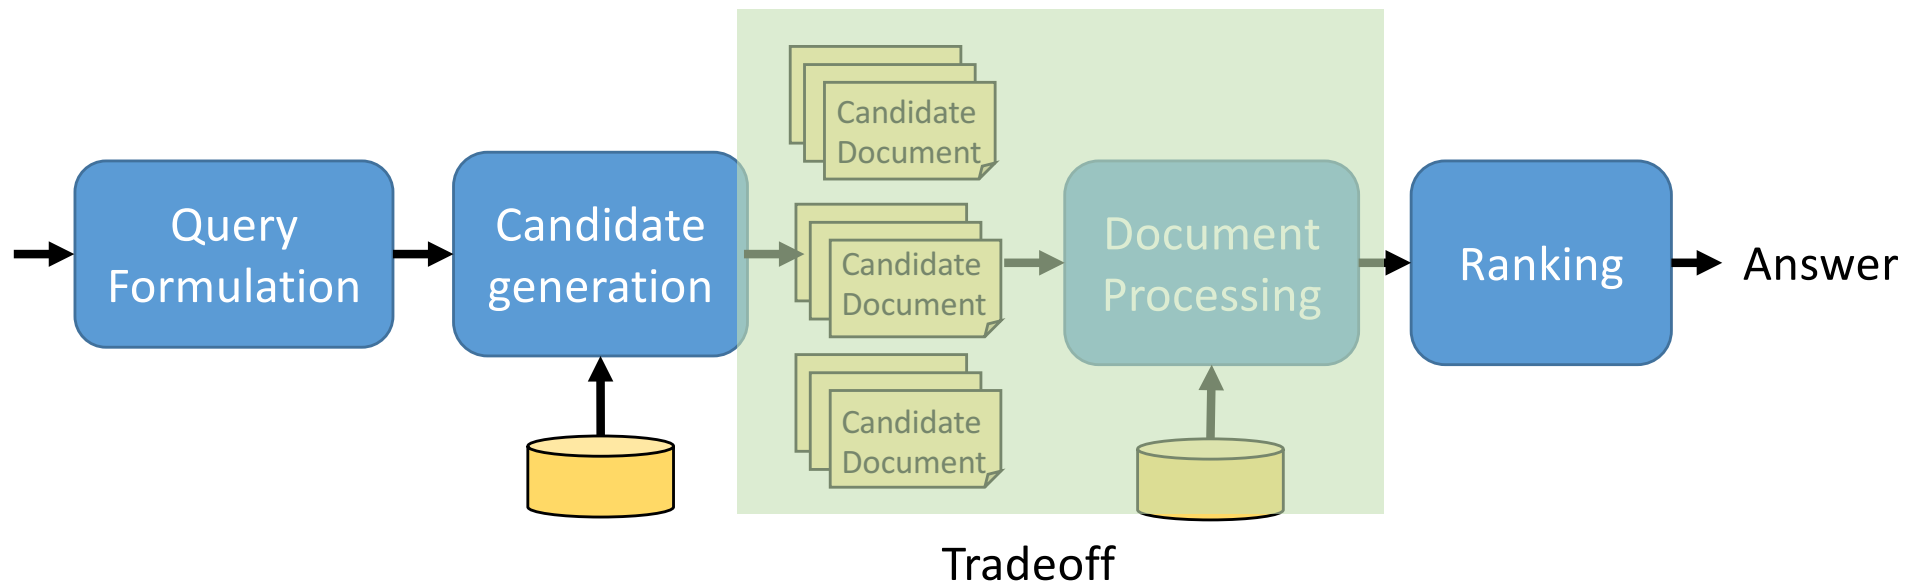 Query
Formulation
Candidate
generation
Candidate
Document
Candidate
Document
Candidate
Document
Document
Processing
Ranking
Answer
Tradeoff